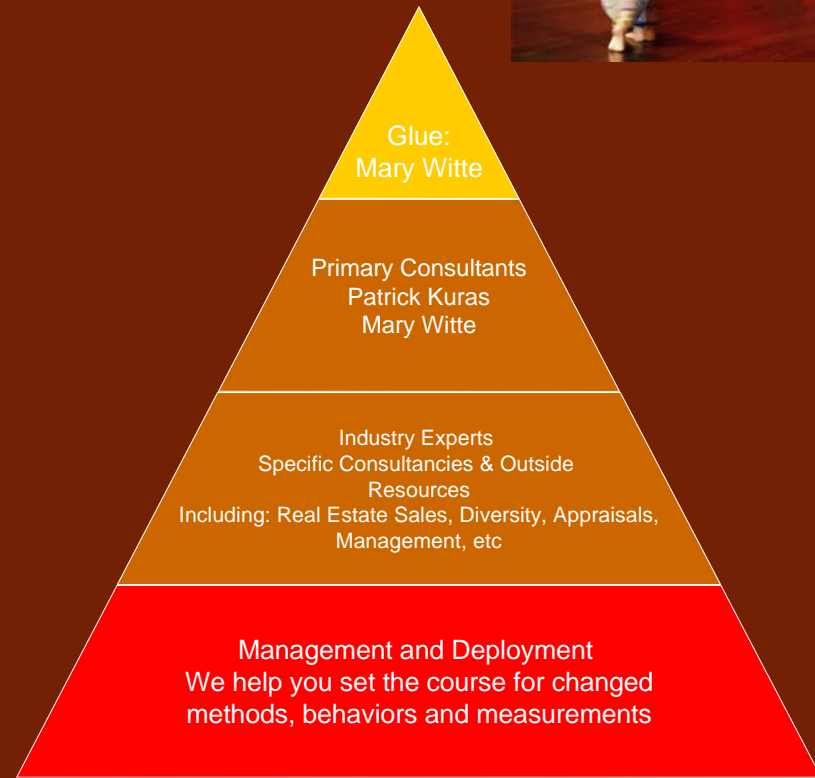 Glue:
Mary Witte
Primary Consultants
Patrick Kuras
Mary Witte
Industry Experts
Specific Consultancies & Outside
Resources
Including: Real Estate Sales, Diversity, Appraisals,
Management, etc
Management and Deployment
We help you set the course for changed
methods, behaviors and measurements